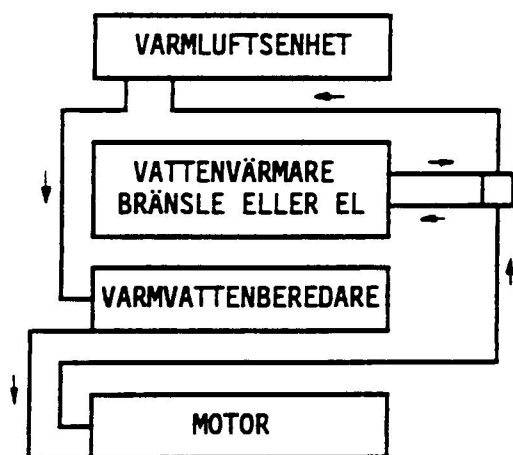 VARMLUFTSENHET
VATTENVÄRMARE
BRÄNSLE ELLER EL
VARMVATTENBEREDARE
MOTOR